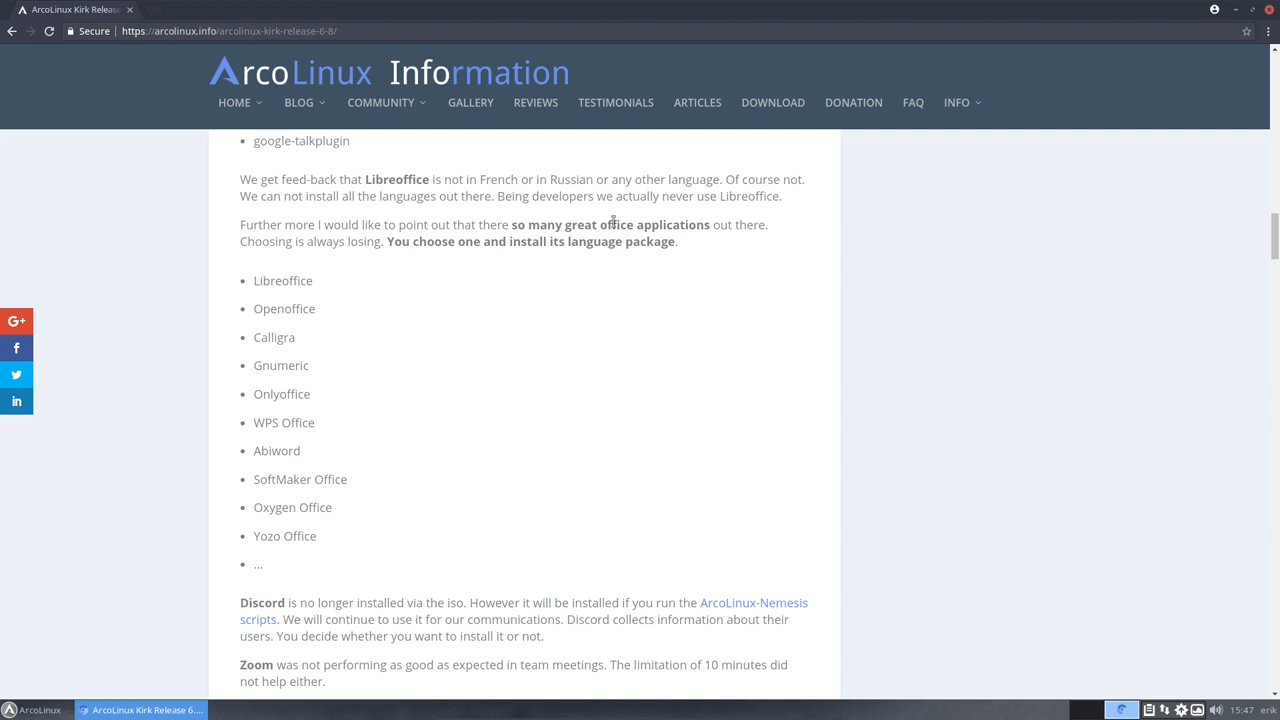 ArcoLinux Kirk Release
Secure https://arcolinux.info/arcolinux-kirk-release-6-8/
ArcoLinux Information
HOME BLOG COMMUNITY GALLERY REVIEWS TESTIMONIALS ARTICLES DOWNLOAD DONATION FAQ INFO
• google-talkplugin
We get feed-back that Libreoffice is not in French or in Russian or any other language. Of course not.
We can not install all the languages out there. Being developers we actually never use Libreoffice.
Further more I would like to point out that there so many great office applications out there.
Choosing is always losing. You choose one and install its language package.
• Libreoffice
• Openoffice
• Calligra
• Gnumeric
• Onlyoffice
• WPS Office
• Abiword
• SoftMaker Office
• Oxygen Office
• Yozo Office
• ...
G+
f
in
Discord is no longer installed via the iso. However it will be installed if you run the ArcoLinux-Nemesis
scripts. We will continue to use it for our communications. Discord collects information about their
users. You decide whether you want to install it or not.
Zoom was not performing as good as expected in team meetings. The limitation of 10 minutes did
not help either.
ArcoLinux ArcoLinux Kirk Release 6.... 15:47 erik